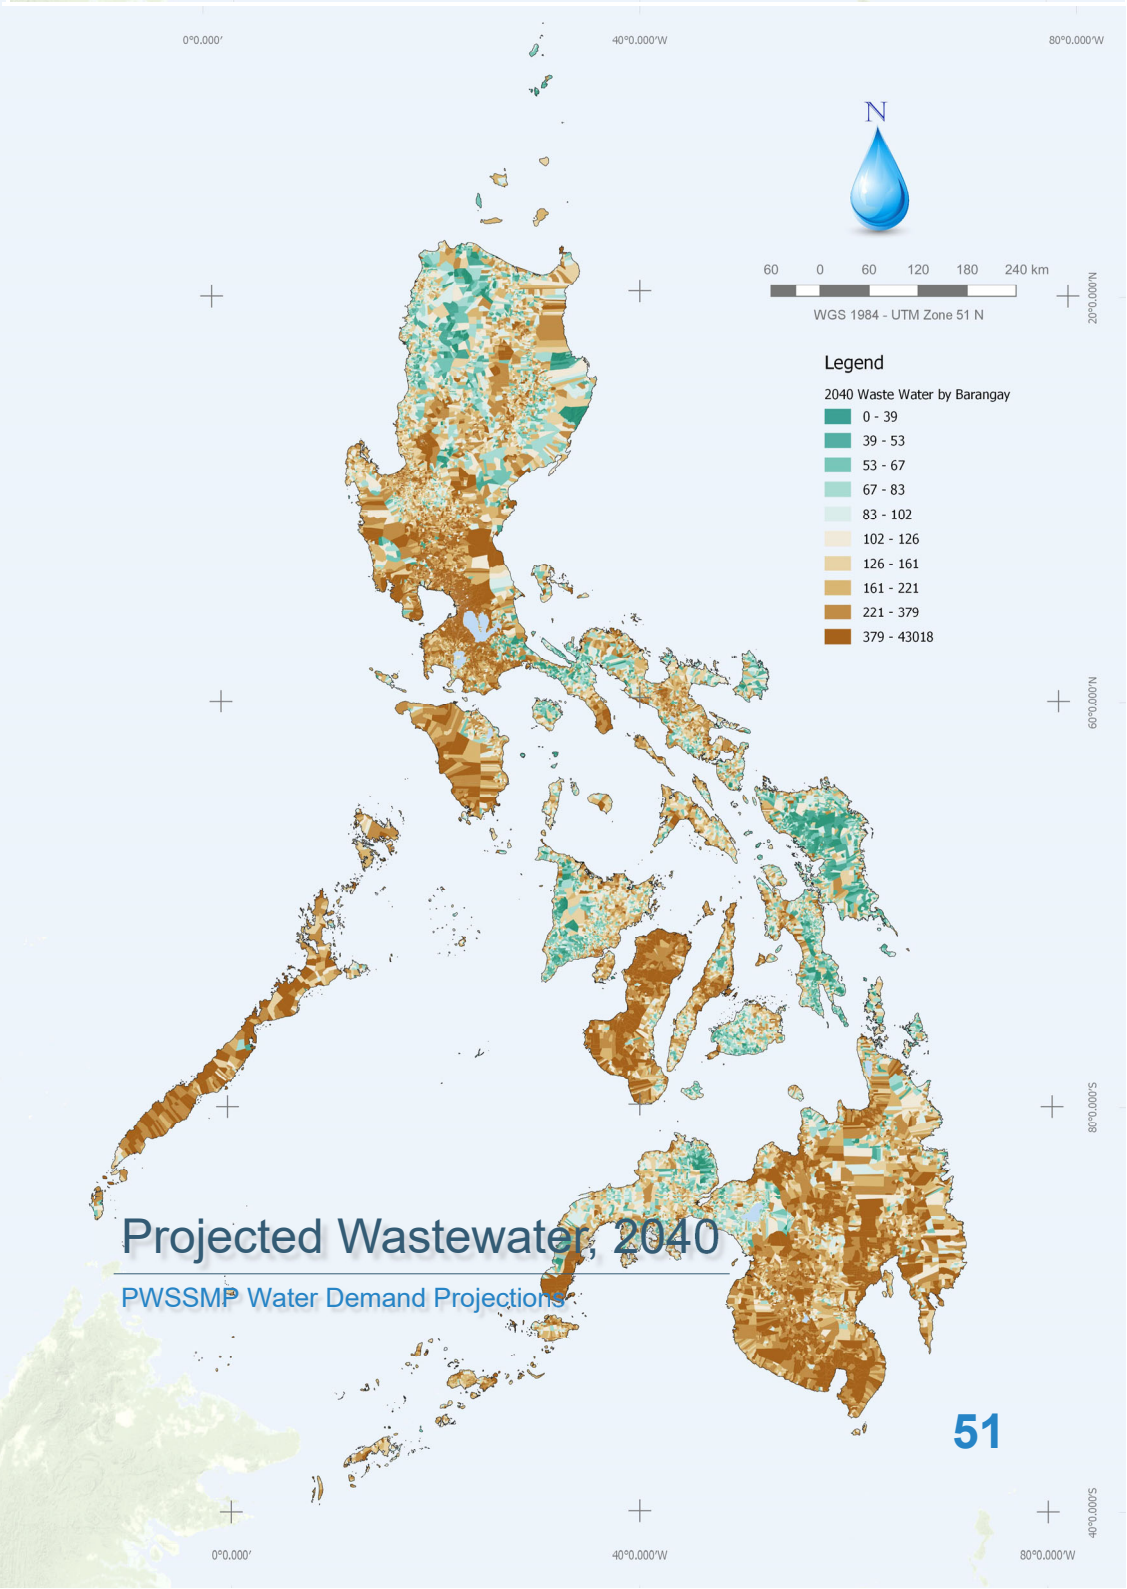 0°0.000′ 40°0.000′W 80°0.000′W
N
60 0 60 120 180 240 km
WGS 1984 - UTM Zone 51 N
20°0.000′N
Legend
2040 Waste Water by Barangay
0 - 39
39 - 53
53 - 67
67 - 83
83 - 102
102 - 126
126 - 161
161 - 221
221 - 379
379 - 43018
60°0.000′N
80°0.000′S
Projected Wastewater, 2040
PWSSMP Water Demand Projections
51
40°0.000′S
0°0.000′ 40°0.000′W 80°0.000′W